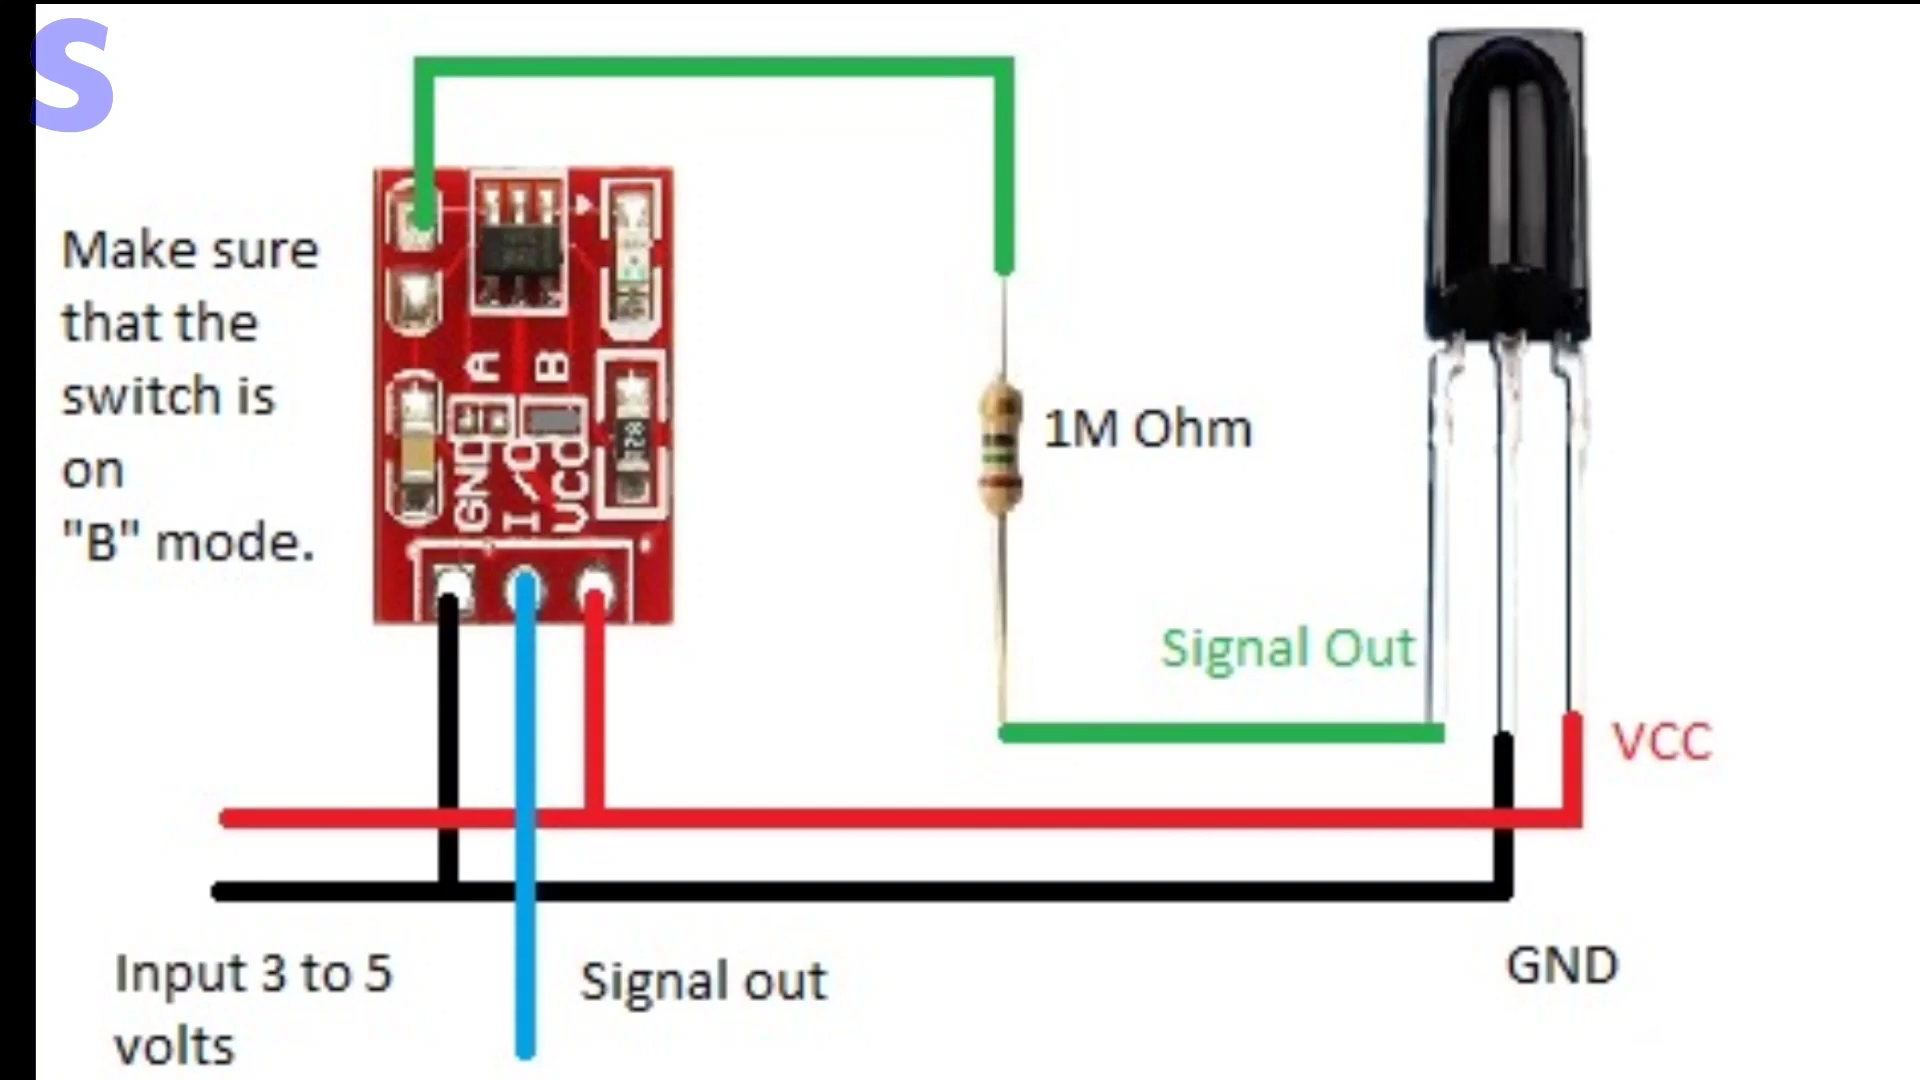 S
Make sure
that the
switch is
on
"B" mode.
A
B
GND
I/O
VCC
1M Ohm
Signal Out
VCC
Input 3 to 5
volts
Signal out
GND